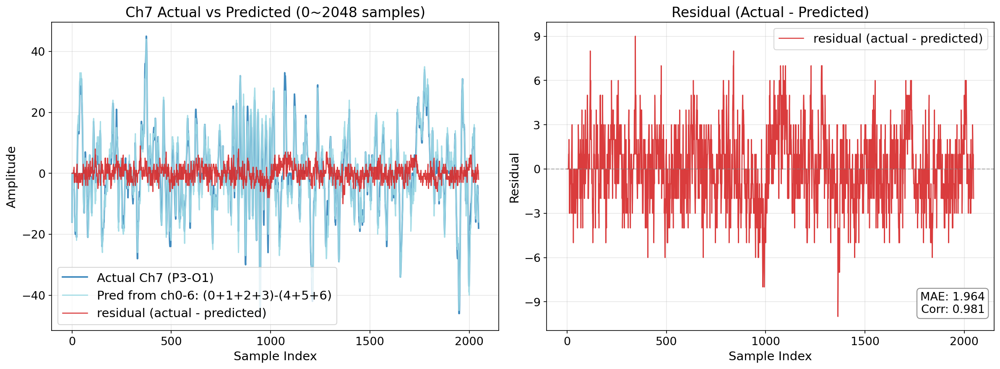 Ch7 Actual vs Predicted (0~2048 samples)
Amplitude
40
20
0
−20
−40
Actual Ch7 (P3-O1)
Pred from ch0-6: (0+1+2+3)-(4+5+6)
residual (actual - predicted)
0
500
1000
1500
2000
Sample Index
Residual (Actual - Predicted)
residual (actual - predicted)
Residual
9
6
3
0
−3
−6
−9
MAE: 1.964
Corr: 0.981
0
500
1000
1500
2000
Sample Index